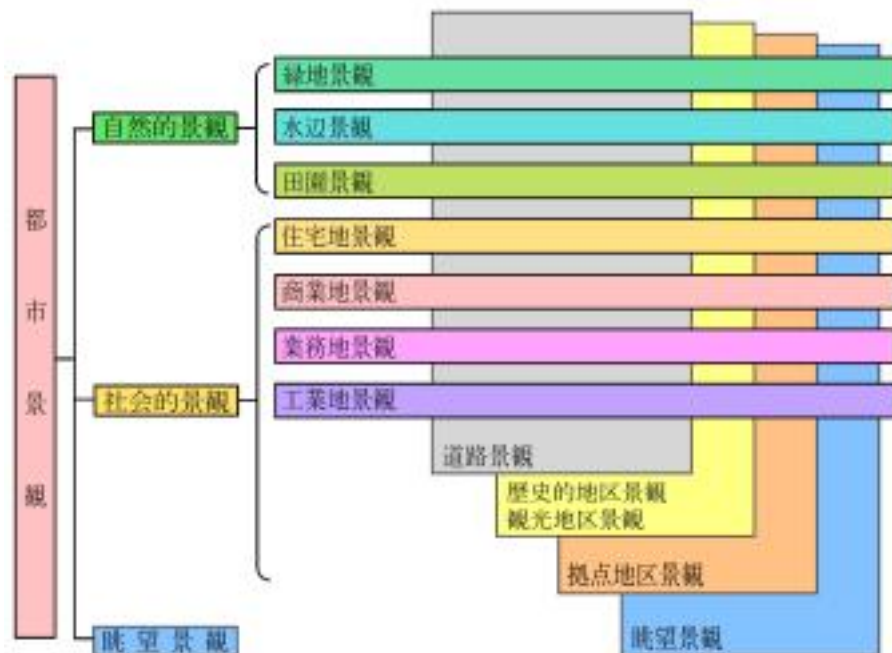 都市景観
自然的景観
緑地景観
水辺景観
田園景観
社会的景観
住宅地景観
商業地景観
業務地景観
工業地景観
道路景観
歴史的地区景観
観光地区景観
拠点地区景観
眺望景観
眺望景観